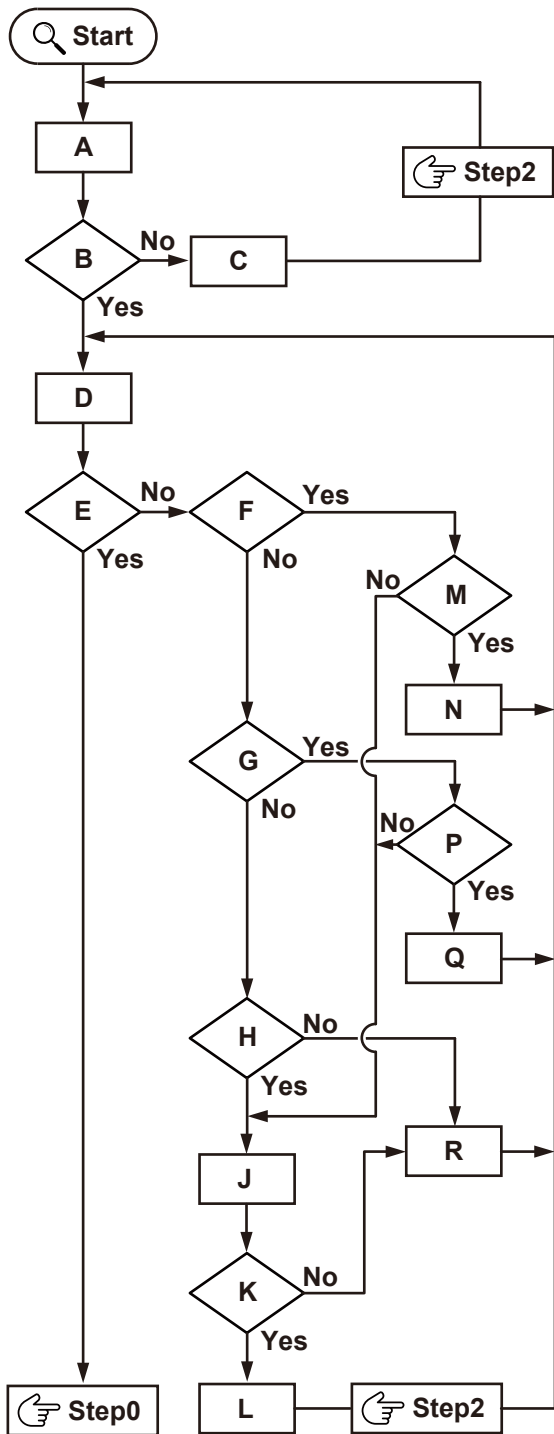 Start
A
Step2
B
No
C
Yes
D
E
No
F
Yes
Yes
No
No
M
Yes
N
G
Yes
No
No
P
Yes
Q
H
No
Yes
R
J
K
No
Yes
Step0
L
Step2